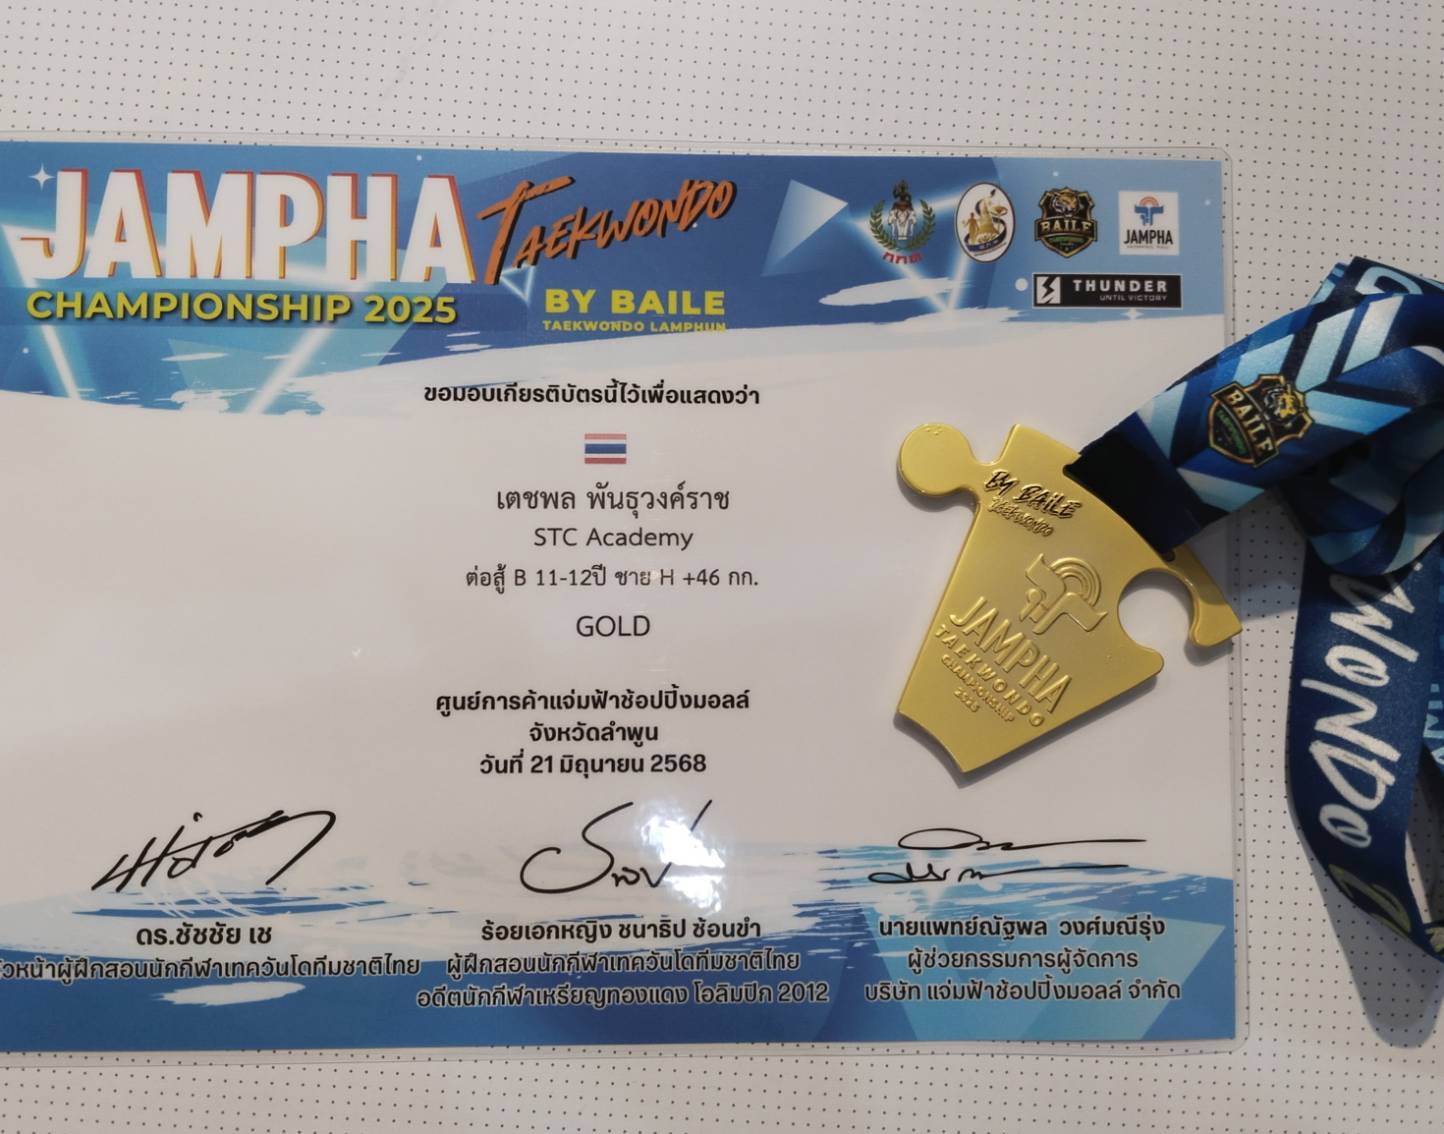 JAMPHA TAEKWONDO
CHAMPIONSHIP 2025
BY BAILE
TAEKWONDO LAMPHUN
กกท
BAILE
JAMPHA
THUNDER
UNTIL VICTORY
ขอมอบเกียรติบัตรนี้ไว้เพื่อแสดงว่า
เตชพล พันธุวงค์ราช
STC Academy
ต่อสู้ B 11-12ปี ชาย H +46 กก.
GOLD
ศูนย์การค้าแจ่มฟ้าช้อปปิ้งมอลล์
จังหวัดลำพูน
วันที่ 21 มิถุนายน 2568
ดร.ชัชชัย เช
หัวหน้าผู้ฝึกสอนนักกีฬาเทควันโดทีมชาติไทย
ร้อยเอกหญิง ชนาธิป ซ้อนขำ
ผู้ฝึกสอนนักกีฬาเทควันโดทีมชาติไทย
อดีตนักกีฬาเหรียญทองแดง โอลิมปิก 2012
นายแพทย์ณัฐพล วงศ์มณีรุ่ง
ผู้ช่วยกรรมการผู้จัดการ
บริษัท แจ่มฟ้าช้อปปิ้งมอลล์ จำกัด
BY BAILE
TAEKWONDO
JAMPHA
TAEKWONDO
CHAMPIONSHIP
2025
BAILE
WONDO